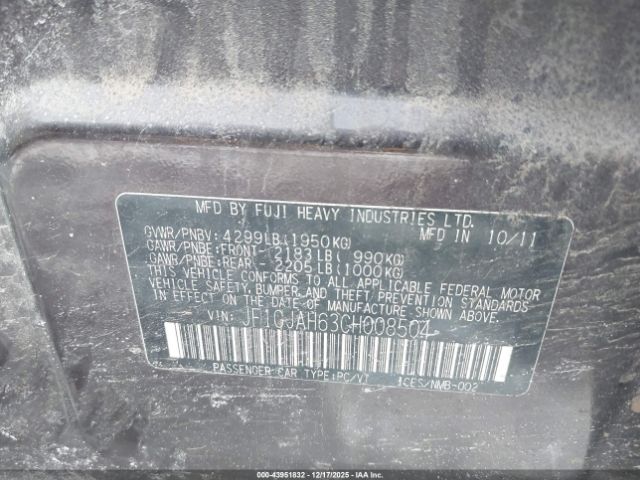 MFD BY FUJI HEAVY INDUSTRIES LTD.
MFD IN 10/11
GVWR/PNBV: 4299LB(1950KG)
GAWR/PNBE:FRONT 2183LB( 990KG)
GAWR/PNBE:REAR 2205LB(1000KG)
THIS VEHICLE CONFORMS TO ALL APPLICABLE FEDERAL MOTOR
VEHICLE SAFETY, BUMPER, AND THEFT PREVENTION STANDARDS
IN EFFECT ON THE DATE OF MANUFACTURE SHOWN ABOVE.
VIN: JF1GJAH63CH008504
PASSENGER CAR TYPE:PC/VT ICES/NMB-002
000-43951832 - 12/17/2025 - IAAI.COM